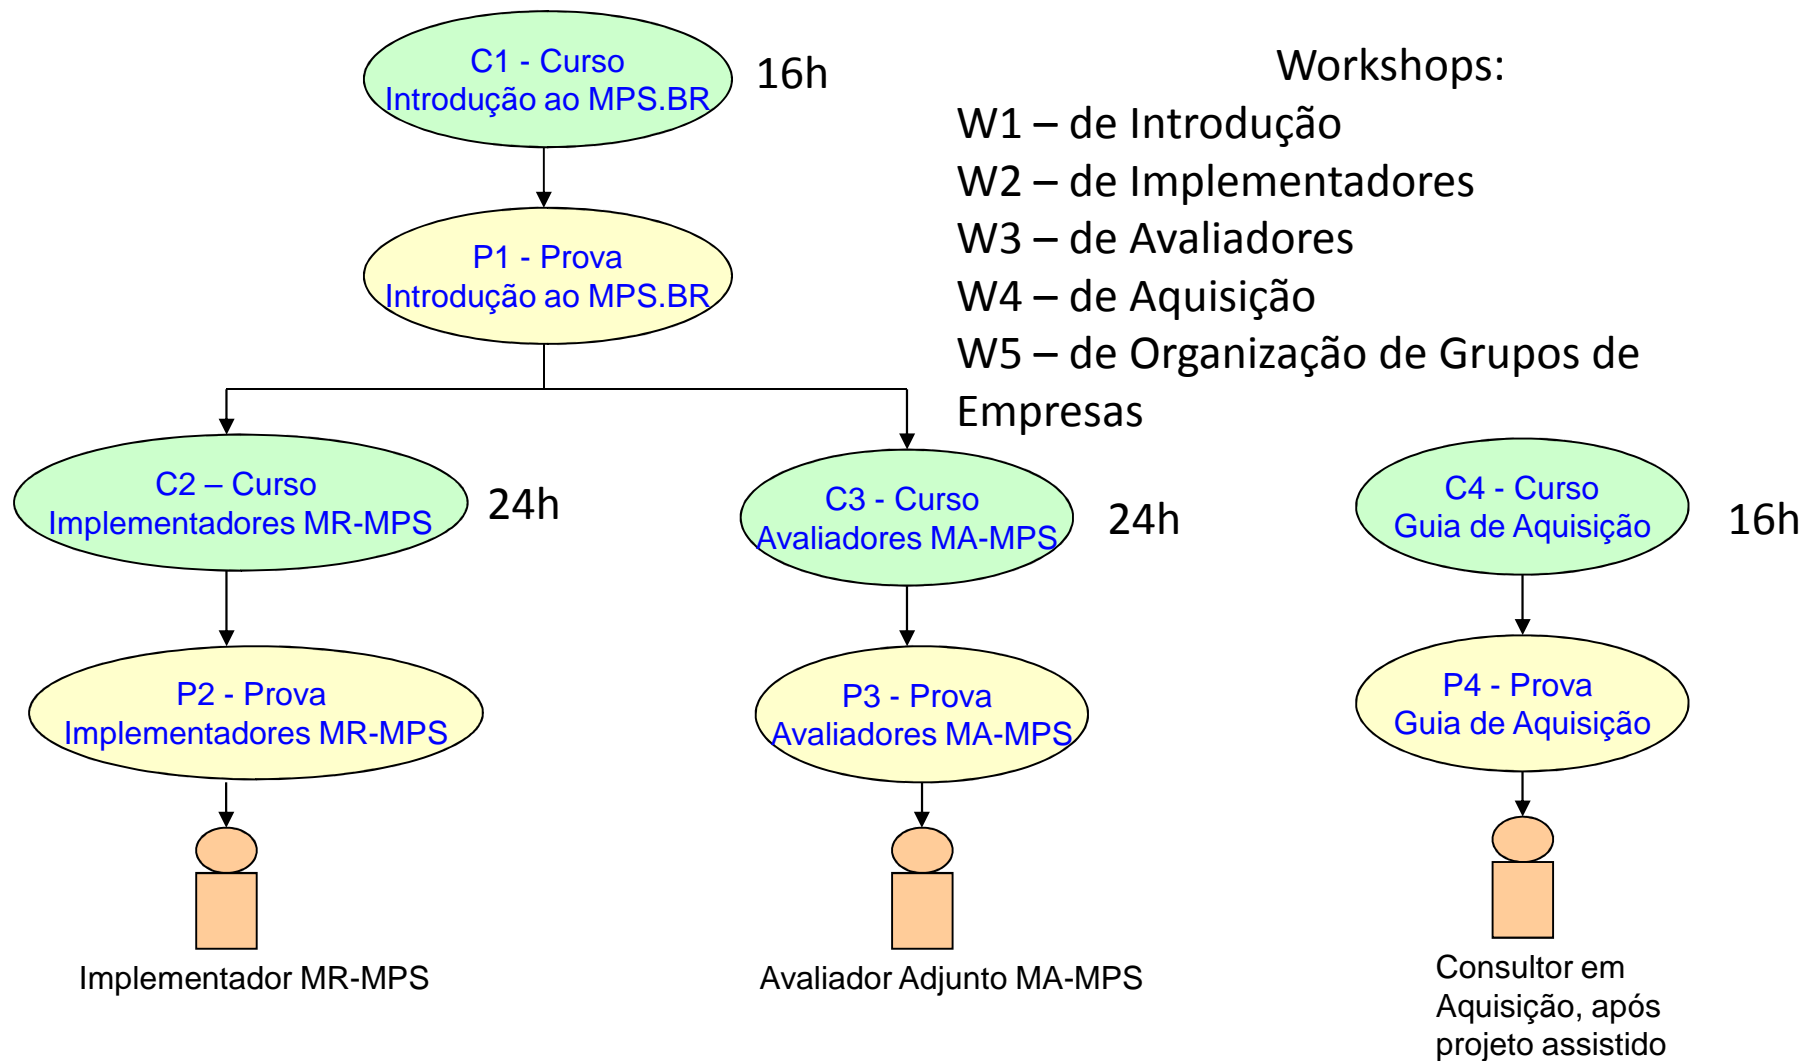 C1 - Curso
Introdução ao MPS.BR
16h
P1 - Prova
Introdução ao MPS.BR
Workshops:
W1 – de Introdução
W2 – de Implementadores
W3 – de Avaliadores
W4 – de Aquisição
W5 – de Organização de Grupos de
Empresas
C2 – Curso
Implementadores MR-MPS
24h
C3 - Curso
Avaliadores MA-MPS
24h
C4 - Curso
Guia de Aquisição
16h
P2 - Prova
Implementadores MR-MPS
P3 - Prova
Avaliadores MA-MPS
P4 - Prova
Guia de Aquisição
Implementador MR-MPS
Avaliador Adjunto MA-MPS
Consultor em
Aquisição, após
projeto assistido